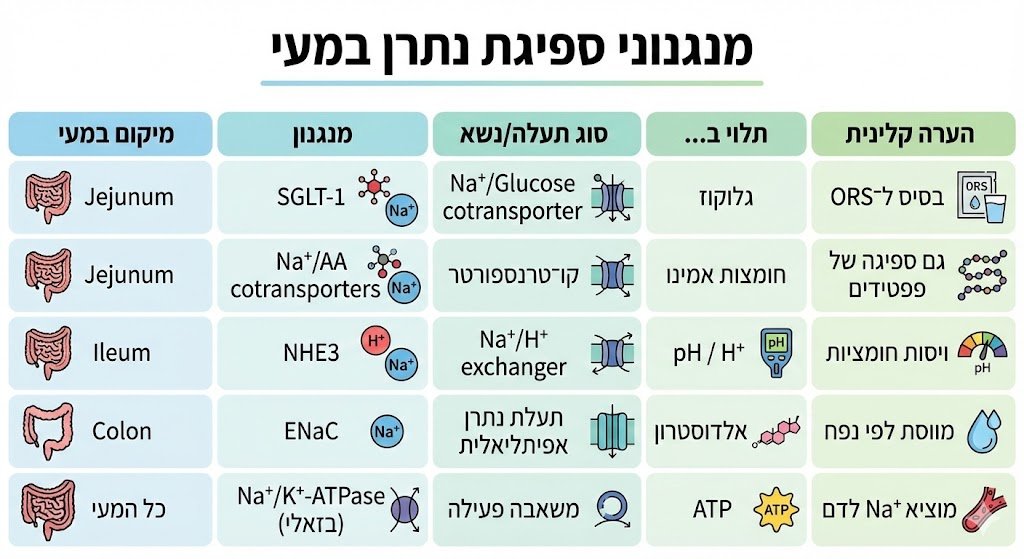 מנגנוני ספיגת נתרן במעי
מיקום במעי
מנגנון
סוג תעלה/נשא
תלוי ב...
הערה קלינית
Jejunum
SGLT-1
Na⁺
Na⁺/Glucose
cotransporter
גלוקוז
בסיס ל־ORS
ORS
Jejunum
Na⁺/AA
cotransporters
Na⁺
קו־טרנספורטר
חומצות אמינו
גם ספיגה של
פפטידים
Ileum
NHE3
H⁺
Na⁺
Na⁺/H⁺
exchanger
pH / H⁺
pH
ויסות חומציות
pH
Colon
ENaC
Na⁺
תעלת נתרן
אפיתליאלית
אלדוסטרון
מווסת לפי נפח
כל המעי
Na⁺/K⁺-ATPase
(בזאלי)
משאבה פעילה
ATP
ATP
מוציא Na⁺ לדם